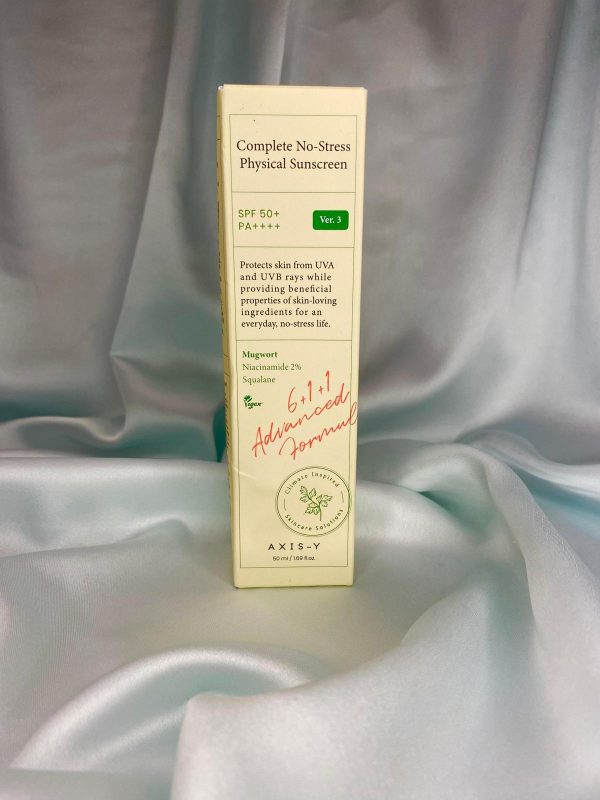 Complete No-Stress
Physical Sunscreen
SPF 50+
PA++++
Ver. 3
Protects skin from UVA
and UVB rays while
providing beneficial
properties of skin-loving
ingredients for an
everyday, no-stress life.
Mugwort
Niacinamide 2%
Squalane
Vegan
6+1+1
Advanced
Formul
Climate Inspired
Skincare Solutions
AXIS-Y
50 ml / 1.69 fl.oz.